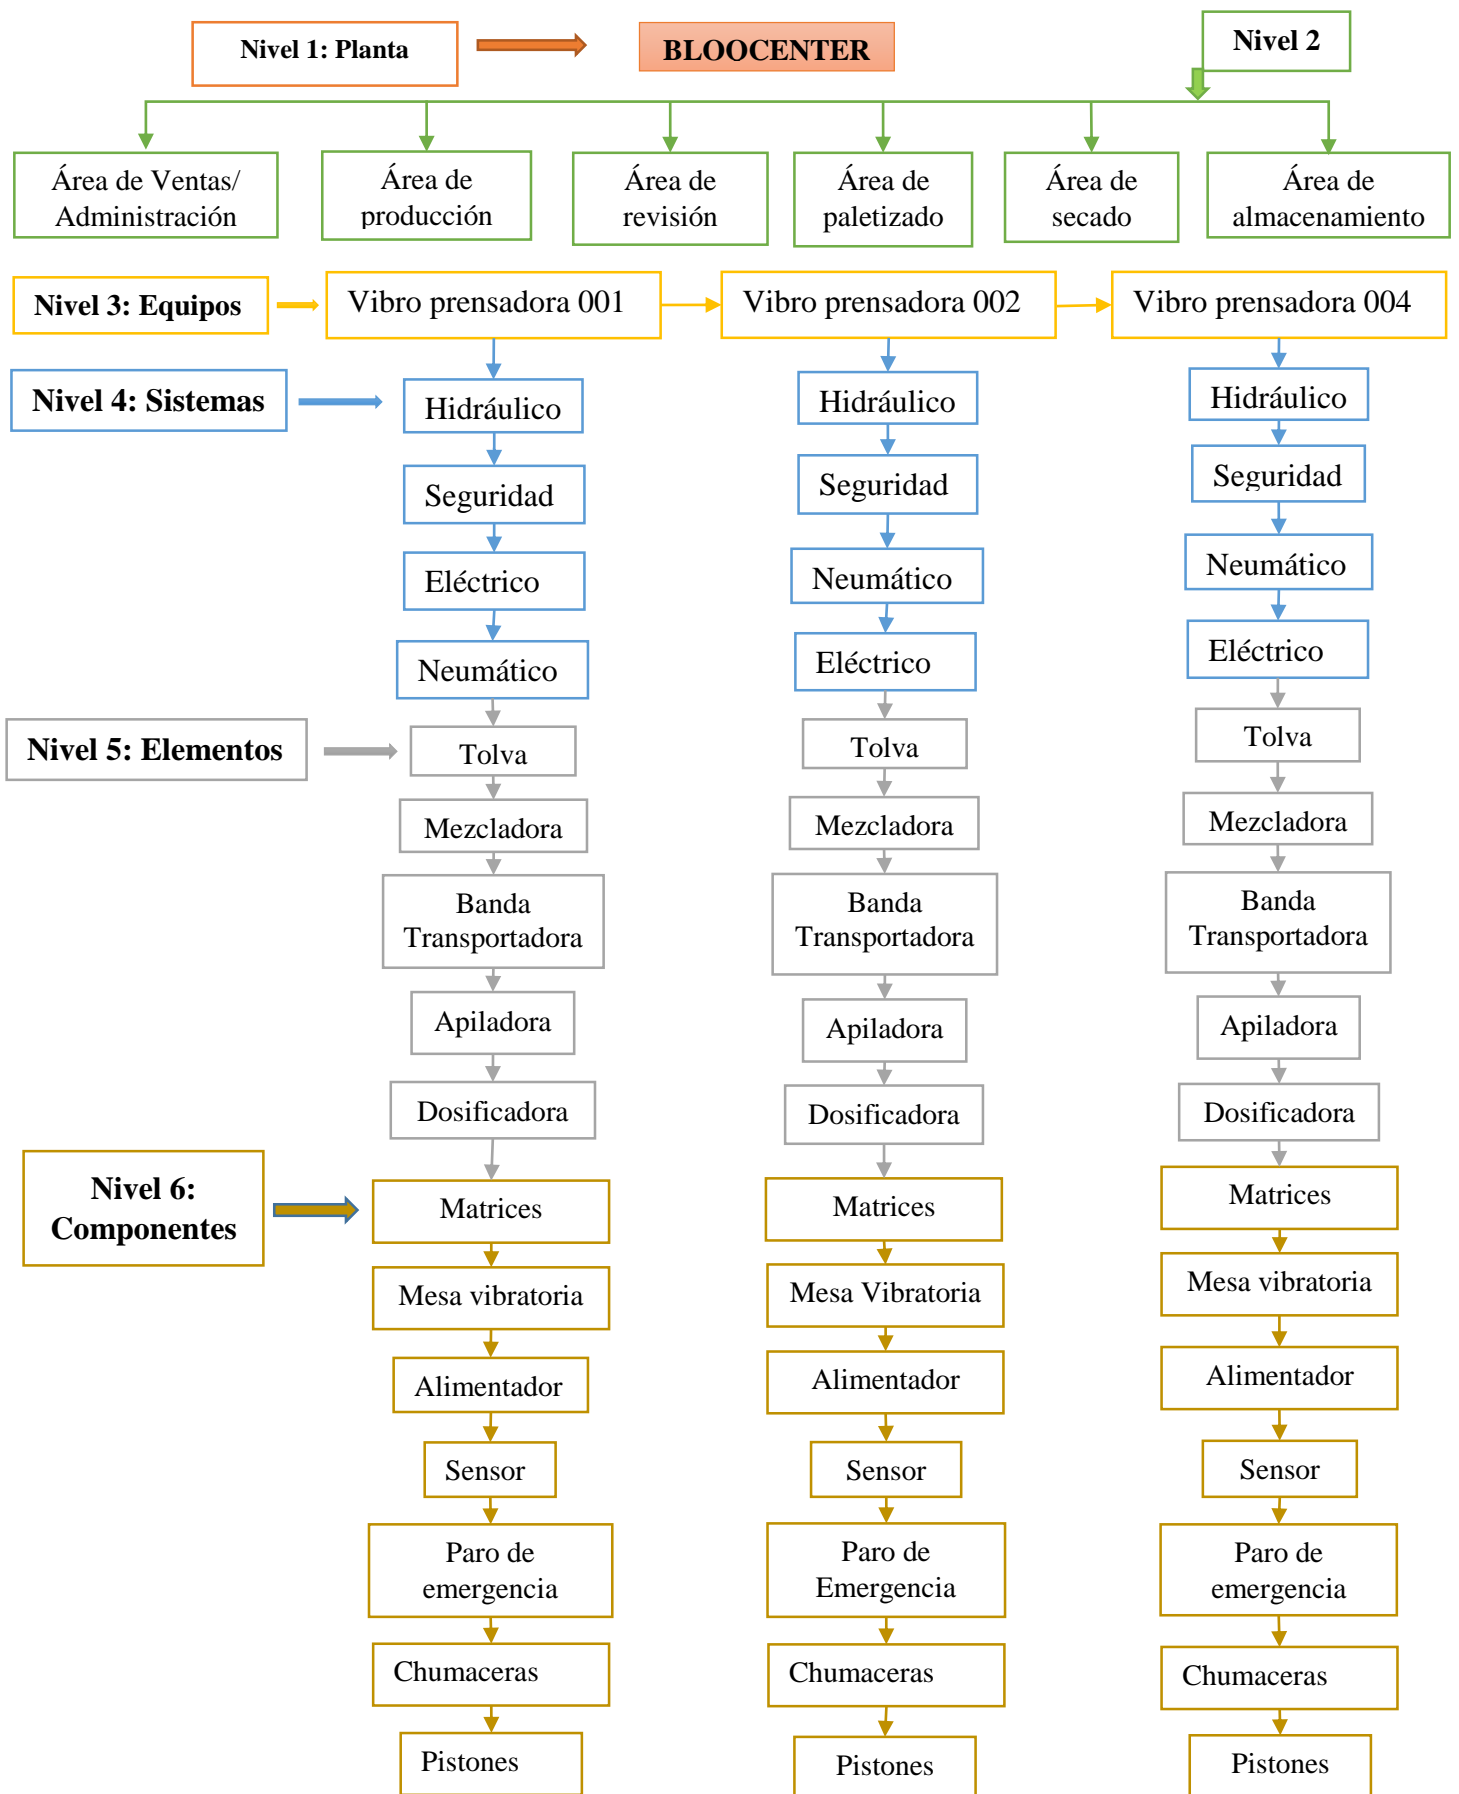 Nivel 1: Planta
BLOOCENTER
Nivel 2
Área de Ventas/
Administración
Área de
producción
Área de
revisión
Área de
paletizado
Área de
secado
Área de
almacenamiento
Nivel 3: Equipos
Vibro prensadora 001
Vibro prensadora 002
Vibro prensadora 004
Nivel 4: Sistemas
Hidráulico
Hidráulico
Hidráulico
Seguridad
Seguridad
Seguridad
Eléctrico
Neumático
Neumático
Neumático
Eléctrico
Eléctrico
Nivel 5: Elementos
Tolva
Tolva
Tolva
Mezcladora
Mezcladora
Mezcladora
Banda
Transportadora
Banda
Transportadora
Banda
Transportadora
Apiladora
Apiladora
Apiladora
Dosificadora
Dosificadora
Dosificadora
Nivel 6:
Componentes
Matrices
Matrices
Matrices
Mesa vibratoria
Mesa Vibratoria
Mesa vibratoria
Alimentador
Alimentador
Alimentador
Sensor
Sensor
Sensor
Paro de
emergencia
Paro de
Emergencia
Paro de
emergencia
Chumaceras
Chumaceras
Chumaceras
Pistones
Pistones
Pistones